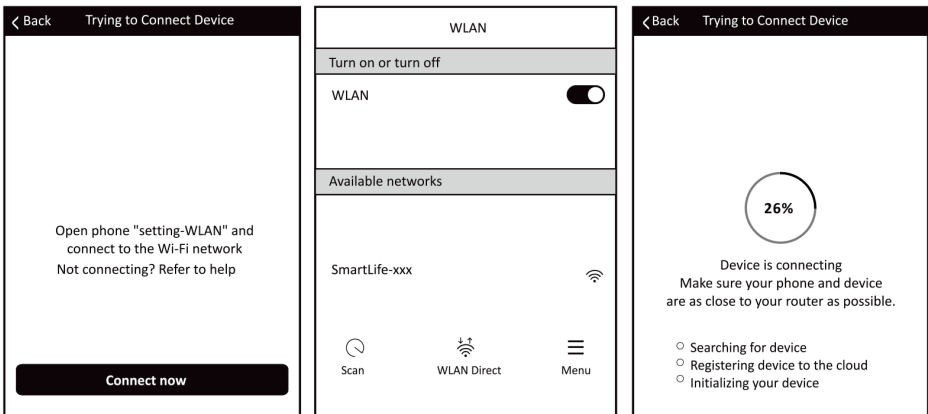 Back Trying to Connect Device
Open phone "setting-WLAN" and
connect to the Wi-Fi network
Not connecting? Refer to help
Connect now
WLAN
Turn on or turn off
WLAN
Available networks
SmartLife-xxx
Scan WLAN Direct Menu
Back Trying to Connect Device
26%
Device is connecting
Make sure your phone and device
are as close to your router as possible.
Searching for device
Registering device to the cloud
Initializing your device